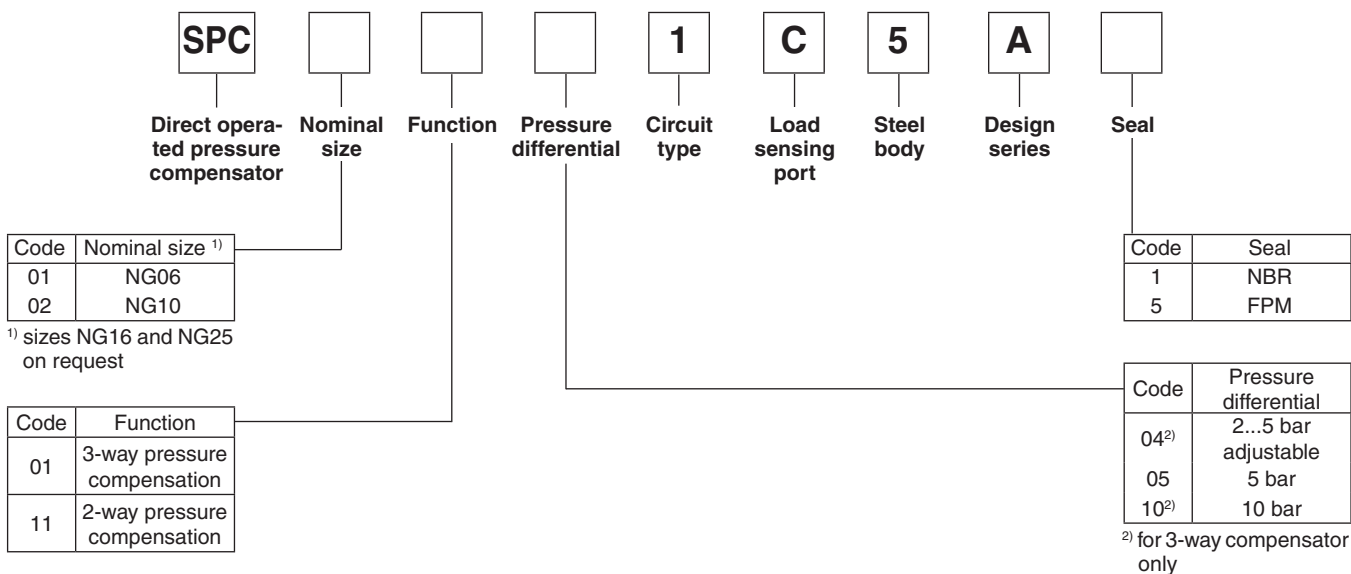 SPC 1 C 5 A
Direct opera-
ted pressure
compensator
Nominal
size
Function
Pressure
differential
Circuit
type
Load
sensing
port
Steel
body
Design
series
Seal
Code Nominal size 1)
01 NG06
02 NG10
1) sizes NG16 and NG25
on request
Code Function
01 3-way pressure
compensation
11 2-way pressure
compensation
Code Seal
1 NBR
5 FPM
Code Pressure
differential
04 2) 2...5 bar
adjustable
05 5 bar
10 2) 10 bar
2) for 3-way compensator
only